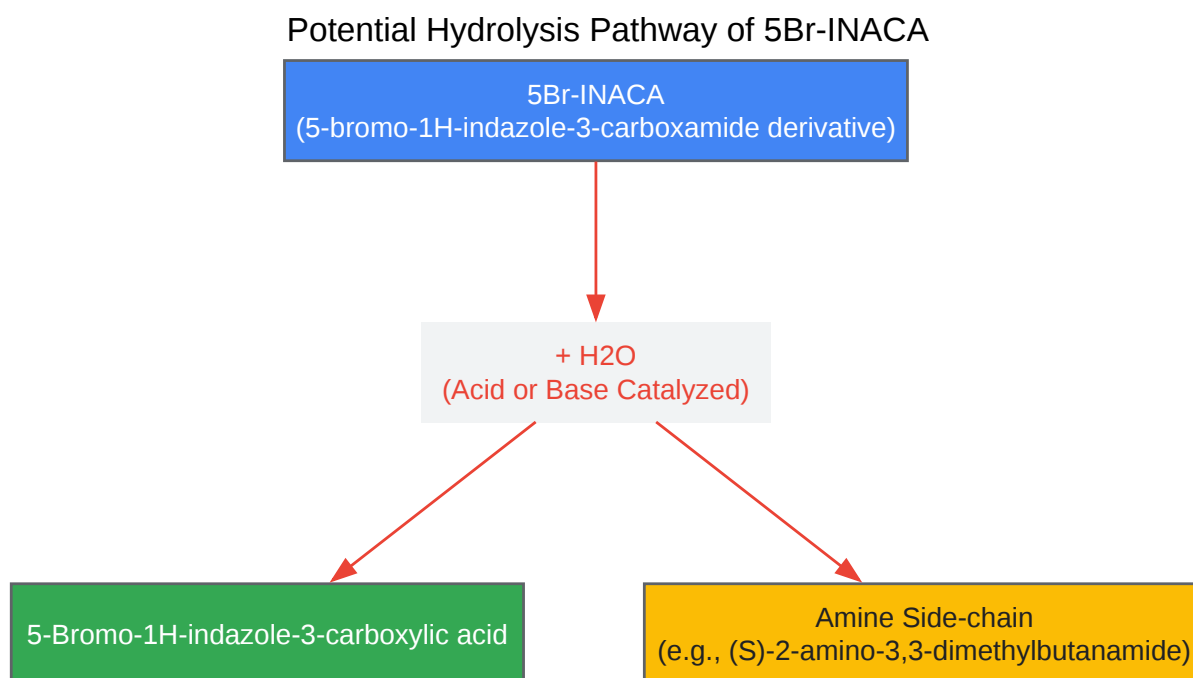 Potential Hydrolysis Pathway of 5Br-INACA
5Br-INACA
(5-bromo-1H-indazole-3-carboxamide derivative)
+ H2O
(Acid or Base Catalyzed)
5-Bromo-1H-indazole-3-carboxylic acid
Amine Side-chain
(e.g., (S)-2-amino-3,3-dimethylbutanamide)